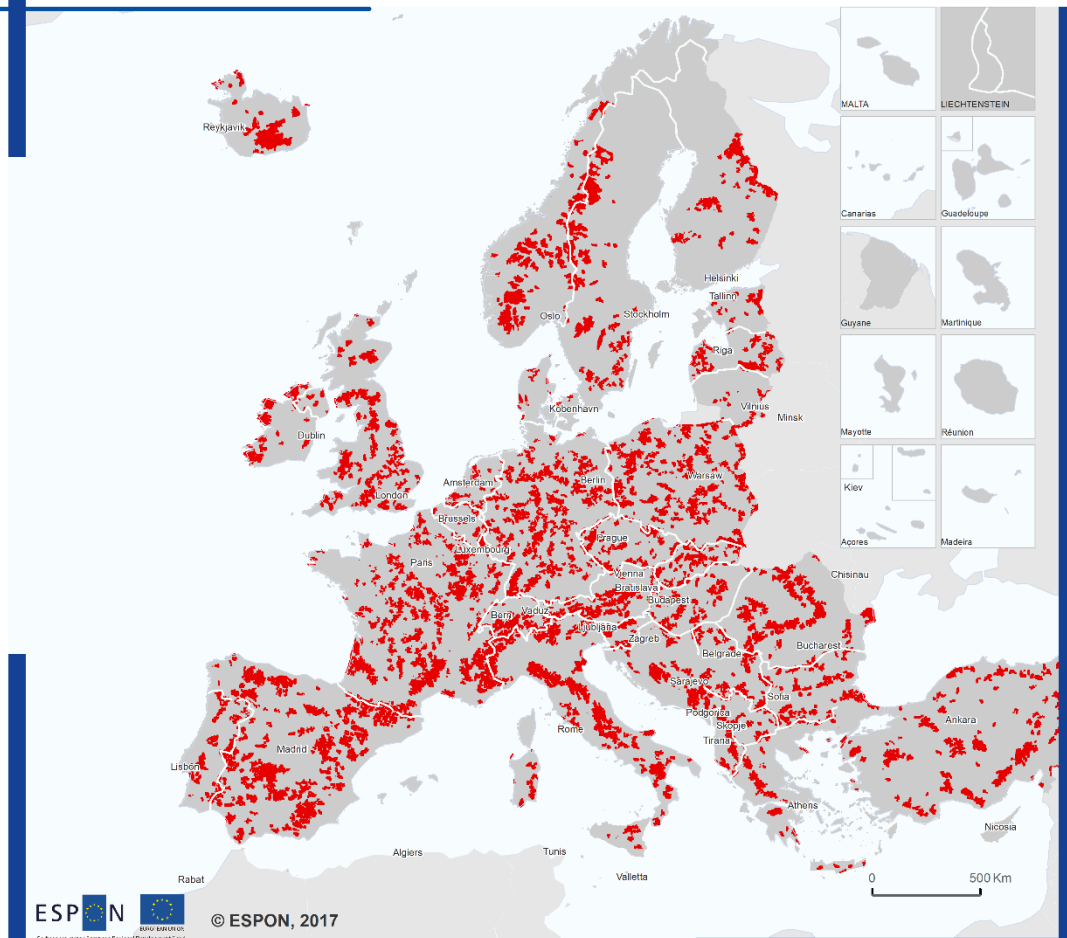 MALTA
LIECHTENSTEIN
Reykjavik
Canarias
Guadeloupe
Helsinki
Tallinn
Oslo
Stockholm
Guyane
Martinique
Riga
København
Vilnius
Minsk
Mayotte
Réunion
Dublin
Amsterdam
Berlin
Warsaw
London
Brussels
Kiev
Prague
Luxembourg
Paris
Açores
Madeira
Vienna
Bratislava
Chisinau
Budapest
Bern
Vaduz
Ljubljana
Zagreb
Bucharest
Belgrade
Sarajevo
Sofia
Podgorica
Skopje
Rome
Tirana
Ankara
Madrid
Lisbon
Athens
Nicosia
Algiers
Tunis
Valletta
Rabat
0
500 Km
ESPON
EUROPEAN UNION
© ESPON, 2017